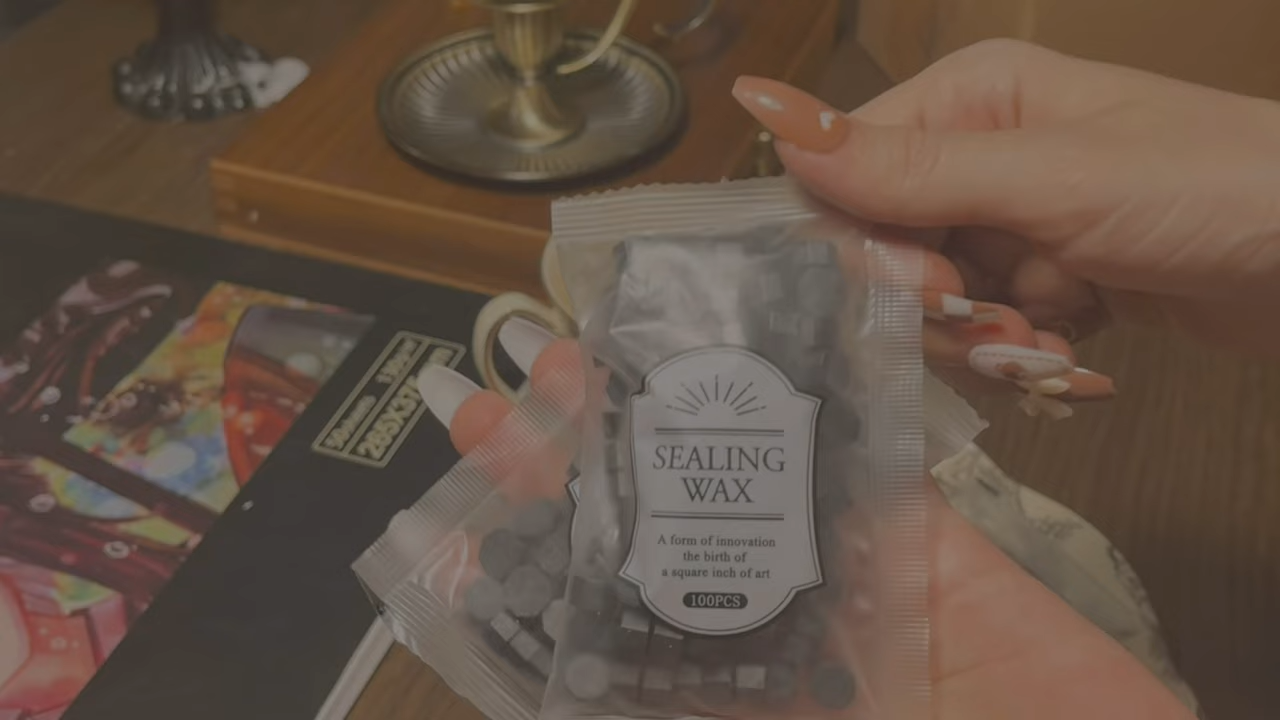 SEALING
WAX
A form of innovation
the birth of
a square inch of art
100PCS